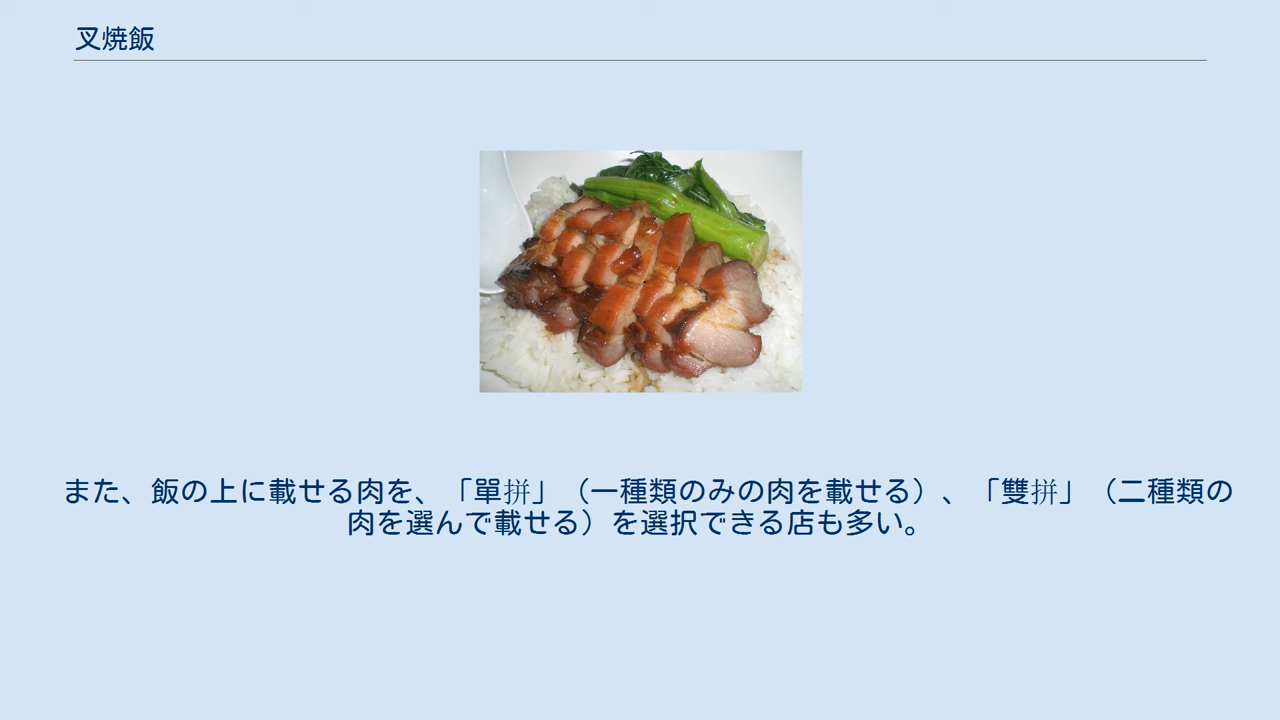 叉焼飯
また、飯の上に載せる肉を、「單拼」（一種類のみの肉を載せる）、「雙拼」（二種類の
肉を選んで載せる）を選択できる店も多い。